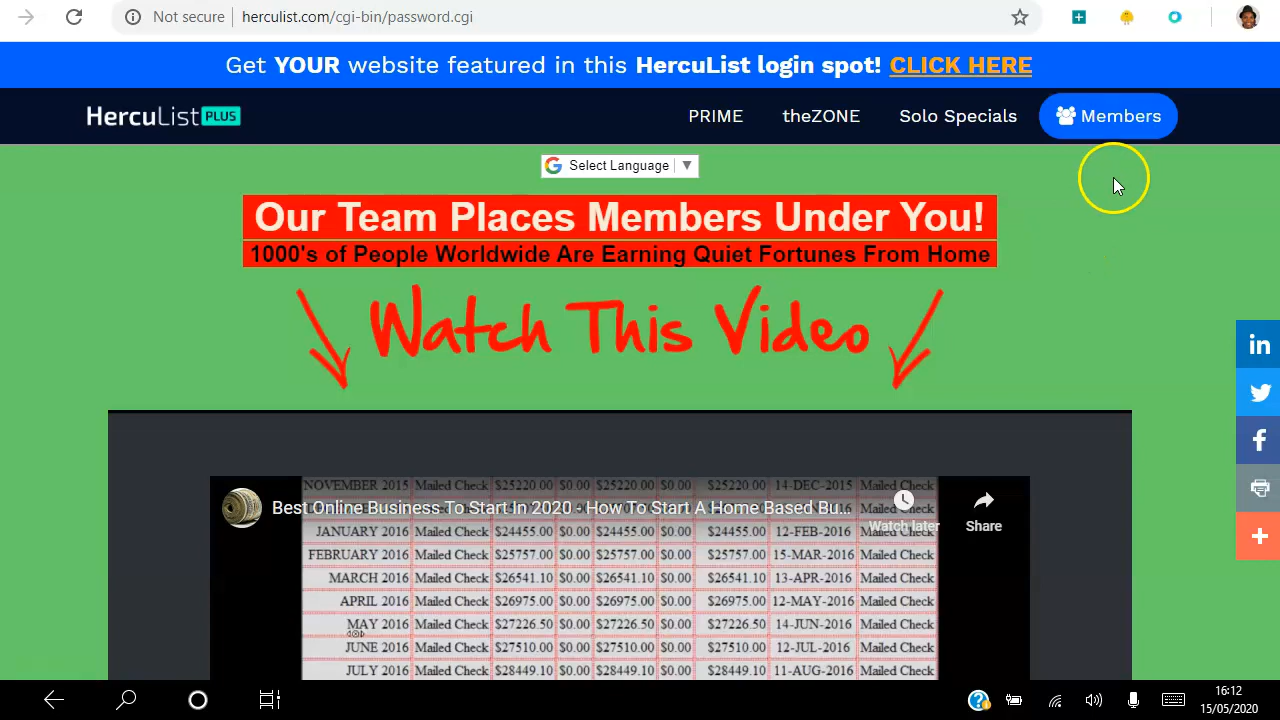 Not secure herculist.com/cgi-bin/password.cgi
Get YOUR website featured in this HercuList login spot! CLICK HERE
HercuList PLUS PRIME theZONE Solo Specials Members
Select Language ▼
Our Team Places Members Under You!
1000's of People Worldwide Are Earning Quiet Fortunes From Home
Watch This Video
NOVEMBER 2015 Mailed Check $25220.00 $0.00 $25220.00 $0.00 $25220.00 14-DEC-2015 Mailed Check
Best Online Business To Start In 2020 - How To Start A Home Based Bu...
Watch later Share
JANUARY 2016 Mailed Check $24455.00 $0.00 $24455.00 $0.00 $24455.00 12-FEB-2016 Mailed Check
FEBRUARY 2016 Mailed Check $25757.00 $0.00 $25757.00 $0.00 $25757.00 15-MAR-2016 Mailed Check
MARCH 2016 Mailed Check $26541.10 $0.00 $26541.10 $0.00 $26541.10 13-APR-2016 Mailed Check
APRIL 2016 Mailed Check $26975.00 $0.00 $26975.00 $0.00 $26975.00 12-MAY-2016 Mailed Check
MAY 2016 Mailed Check $27226.50 $0.00 $27226.50 $0.00 $27226.50 14-JUN-2016 Mailed Check
JUNE 2016 Mailed Check $27510.00 $0.00 $27510.00 $0.00 $27510.00 12-JUL-2016 Mailed Check
JULY 2016 Mailed Check $28449.10 $0.00 $28449.10 $0.00 $28449.10 11-AUG-2016 Mailed Check
16:12
15/05/2020